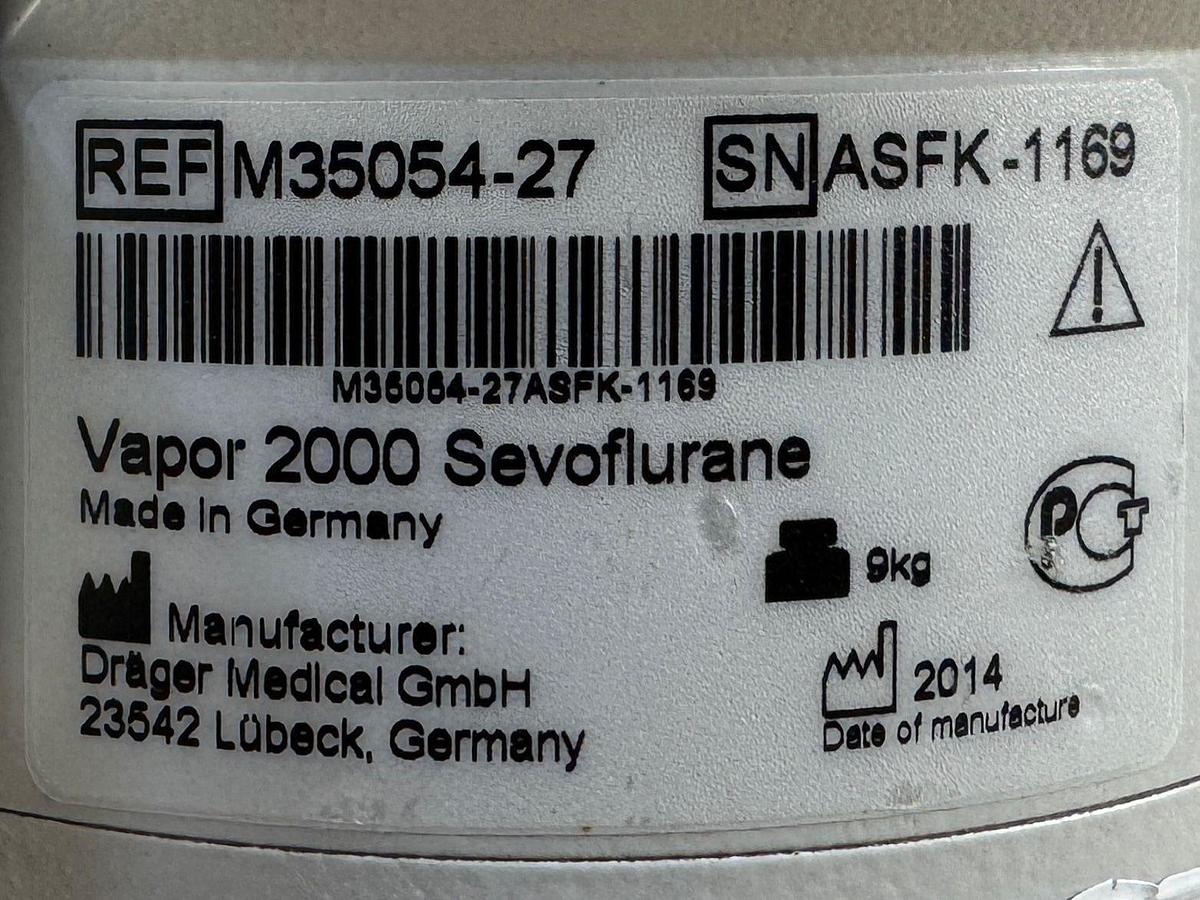 REF M35054-27 SN ASFK-1169
M35054-27ASFK-1169
Vapor 2000 Sevoflurane
Made in Germany
9kg
РСТ
Manufacturer:
Dräger Medical GmbH
23542 Lübeck, Germany
2014
Date of manufacture